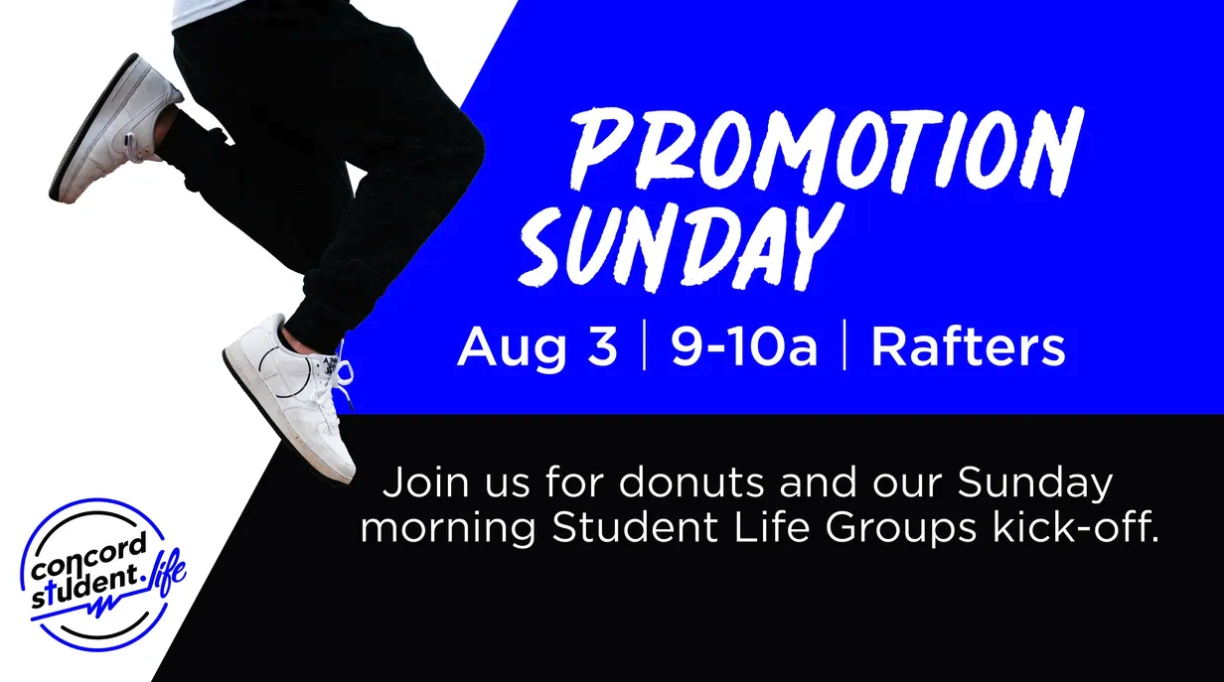 PROMOTION
SUNDAY
Aug 3 | 9-10a | Rafters
Join us for donuts and our Sunday
morning Student Life Groups kick-off.
concord
student.life